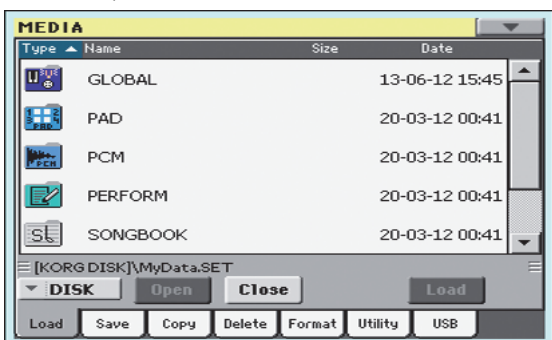 MEDIA
Type Name Size Date
GLOBAL 13-06-12 15:45
PAD 20-03-12 00:41
PCM 20-03-12 00:41
PERFORM 20-03-12 00:41
SONGBOOK 20-03-12 00:41
[KORG DISK]\MyData.SET
DISK Open Close Load
Load Save Copy Delete Format Utility USB